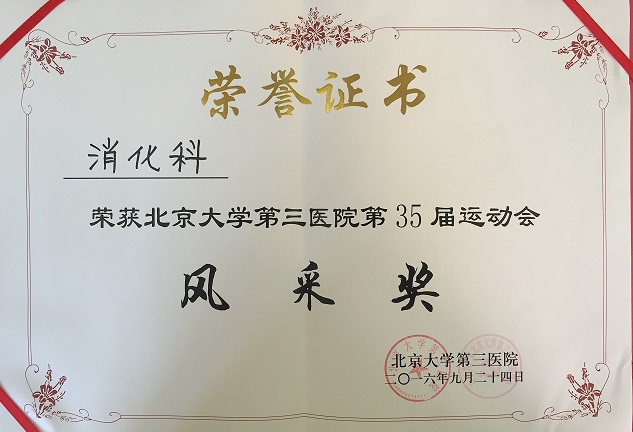 荣誉证书
消化科
荣获北京大学第三医院第35届运动会
风采奖
北京大学第三医院
二〇一六年九月二十四日